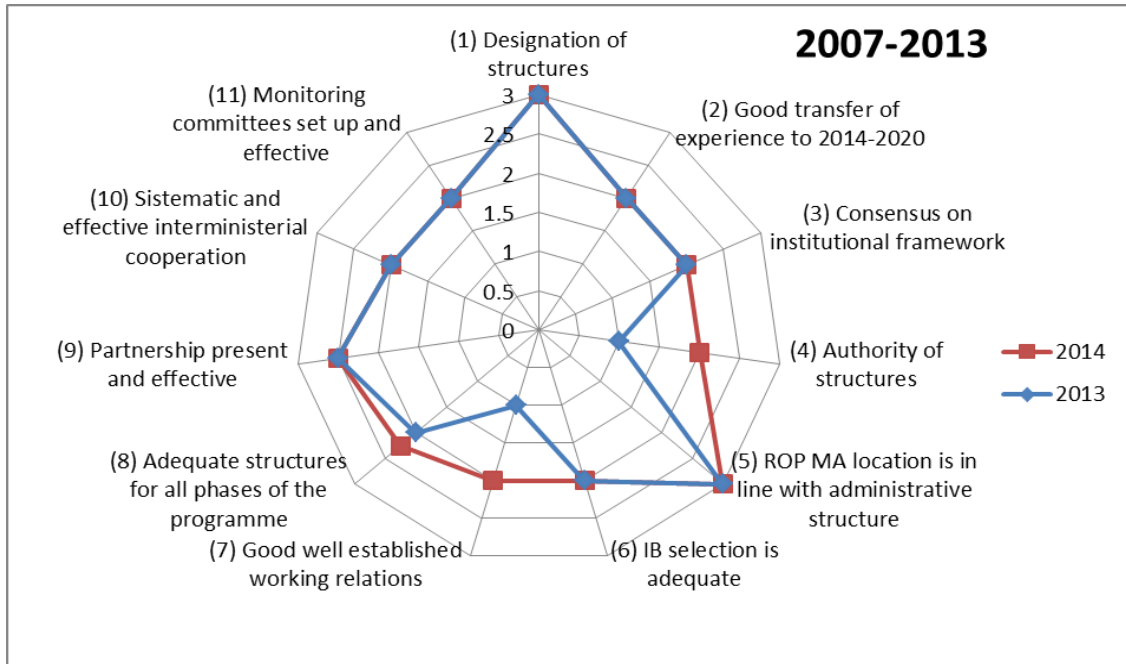 2007-2013
(1) Designation of
structures
(2) Good transfer of
experience to 2014-2020
(3) Consensus on
institutional framework
(4) Authority of
structures
(5) ROP MA location is in
line with administrative
structure
(6) IB selection is
adequate
(7) Good well established
working relations
(8) Adequate structures
for all phases of the
programme
(9) Partnership present
and effective
(10) Sistematic and
effective interministerial
cooperation
(11) Monitoring
committees set up and
effective
3
2.5
2
1.5
1
0.5
0
2014
2013